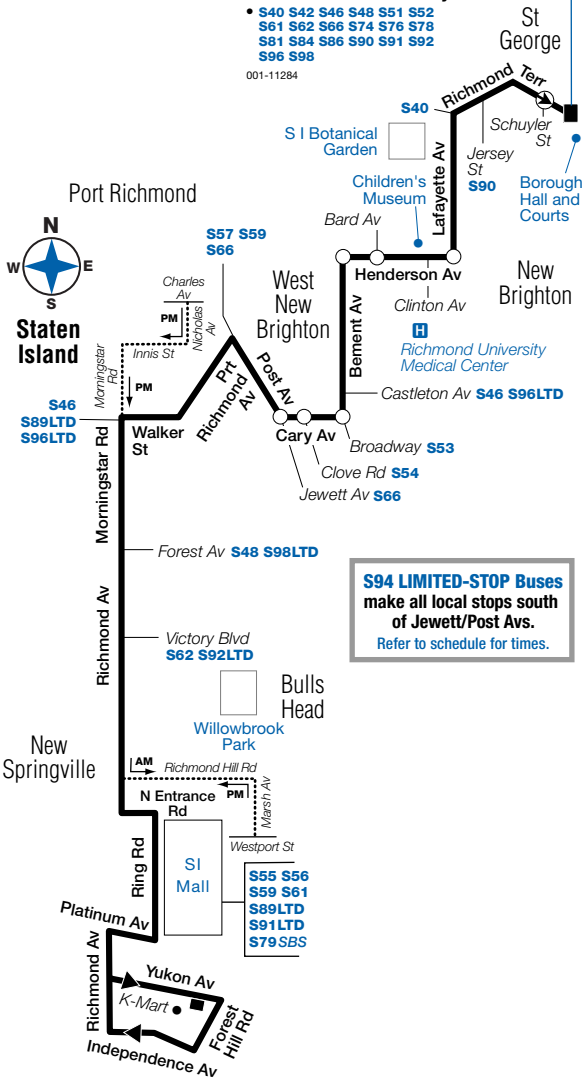 • S40 S42 S46 S48 S51 S52
S61 S62 S66 S74 S76 S78
S81 S84 S86 S90 S91 S92
S96 S98
001-11284
St
George
Richmond Terr
S40
Schuyler
St
S I Botanical
Garden
Lafayette Av
Jersey
St
S90
Borough
Hall and
Courts
Children's
Museum
Port Richmond
Bard Av
S57 S59
S66
N
W
E
S
Staten
Island
Henderson Av
New
Brighton
Clinton Av
West
New
Brighton
Charles
Av
PM
Nicholas
Av
Innis St
Morningstar
Rd
PM
Bement Av
H
Richmond University
Medical Center
Post Av
Prt
Richmond
Av
Castleton Av S46 S96LTD
S46
S89LTD
S96LTD
Walker
St
Cary Av
Broadway S53
Clove Rd S54
Jewett Av S66
Morningstar Rd
Forest Av S48 S98LTD
S94 LIMITED-STOP Buses
make all local stops south
of Jewett/Post Avs.
Refer to schedule for times.
Richmond Av
Victory Blvd
S62 S92LTD
Bulls
Head
Willowbrook
Park
New
Springville
AM
Richmond Hill Rd
PM
Marsh Av
N Entrance
Rd
Westport St
Ring Rd
SI
Mall
S55 S56
S59 S61
S89LTD
S91LTD
S79SBS
Platinum Av
Richmond Av
Yukon Av
K-Mart
Forest
Hill Rd
Independence Av